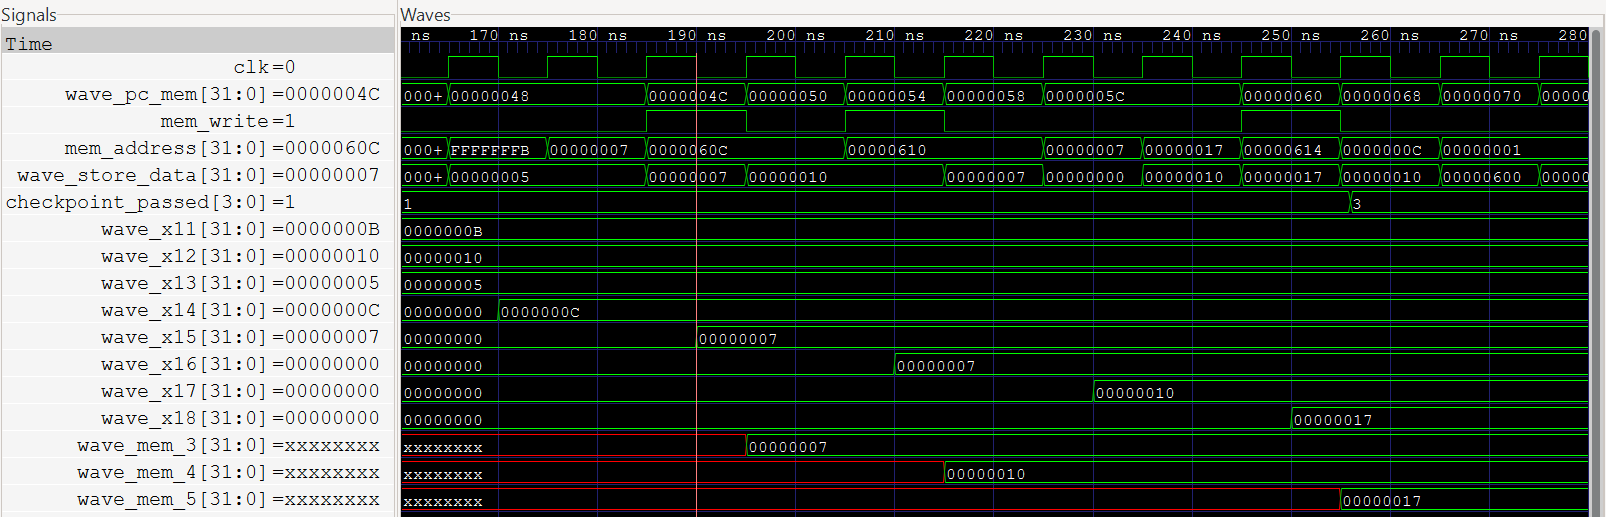 Signals Waves
Time ns 170 ns 180 ns 190 ns 200 ns 210 ns 220 ns 230 ns 240 ns 250 ns 260 ns 270 ns 280
clk=0
wave_pc_mem[31:0]=0000004C 000+ 00000048 0000004C 00000050 00000054 00000058 0000005C 00000060 00000068 00000070 00000
mem_write=1
mem_address[31:0]=0000060C 000+ FFFFFFFB 00000007 0000060C 00000610 00000007 00000017 00000614 0000000C 00000001
wave_store_data[31:0]=00000007 000+ 00000005 00000007 00000010 00000007 00000000 00000010 00000017 00000010 00000600 00000
checkpoint_passed[3:0]=1 1 3
wave_x11[31:0]=0000000B 0000000B
wave_x12[31:0]=00000010 00000010
wave_x13[31:0]=00000005 00000005
wave_x14[31:0]=0000000C 00000000 0000000C
wave_x15[31:0]=00000007 00000000 00000007
wave_x16[31:0]=00000000 00000000 00000007
wave_x17[31:0]=00000000 00000000 00000010
wave_x18[31:0]=00000000 00000000 00000017
wave_mem_3[31:0]=xxxxxxxx xxxxxxxx 00000007
wave_mem_4[31:0]=xxxxxxxx xxxxxxxx 00000010
wave_mem_5[31:0]=xxxxxxxx xxxxxxxx 00000017